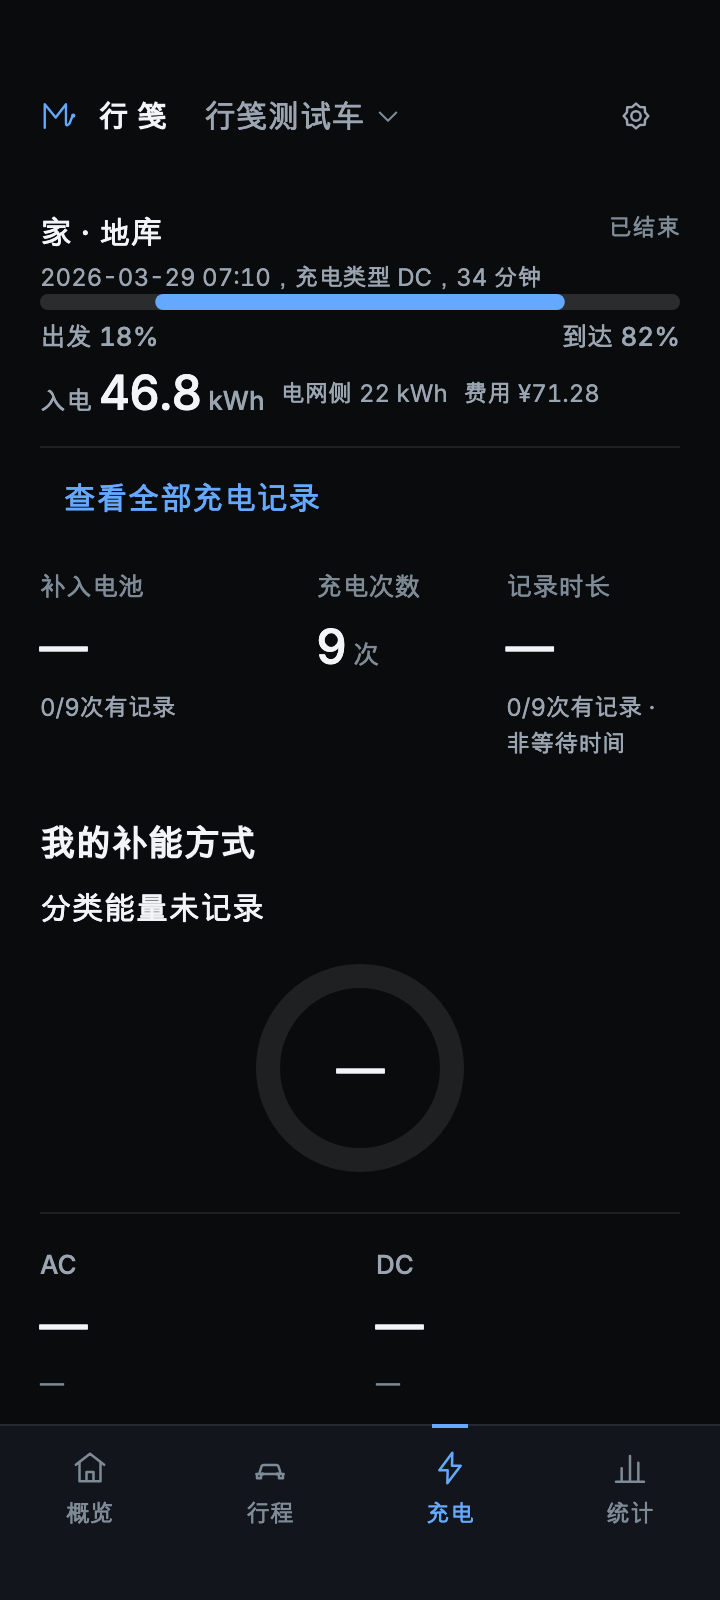 行笺 行笺测试车
家 · 地库 已结束
2026-03-29 07:10，充电类型 DC，34 分钟
出发 18% 到达 82%
入电 46.8 kWh 电网侧 22 kWh 费用 ¥71.28
查看全部充电记录
补入电池 充电次数 记录时长
— 9 次 —
0/9次有记录 0/9次有记录 ·
非等待时间
我的补能方式
分类能量未记录
—
AC DC
— —
— —
概览 行程 充电 统计